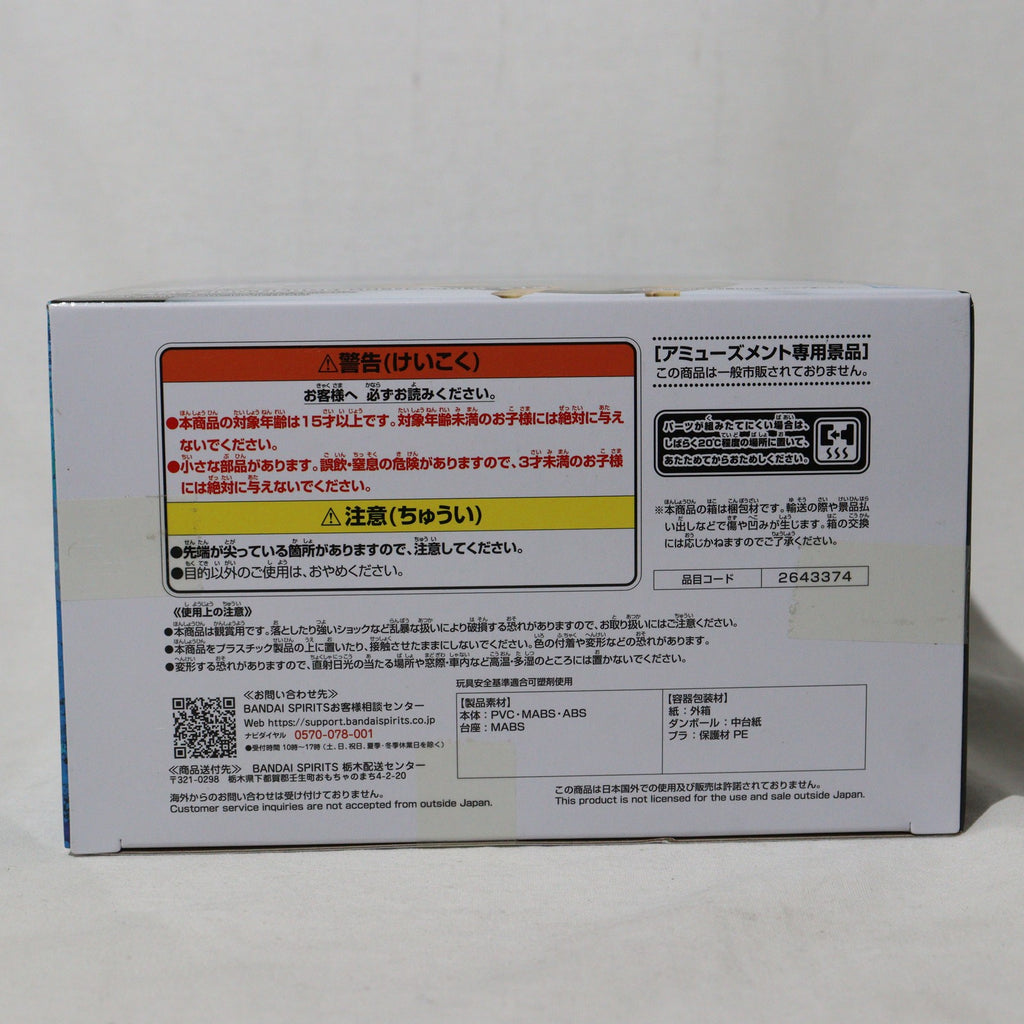 ⚠警告(けいこく)
お客様へ 必ずお読みください。
●本商品の対象年齢は15才以上です。対象年齢未満のお子様には絶対に与え
ないでください。
●小さな部品があります。誤飲・窒息の危険がありますので、3才未満のお子様
には絶対に与えないでください。
⚠注意(ちゅうい)
●先端が尖っている箇所がありますので、注意してください。
●目的以外のご使用は、おやめください。
[アミューズメント専用景品]
この商品は一般市販されておりません。
パーツが組みたてにくい場合は、
しばらく20℃程度の場所に置いて、
あたためてからおためしください。
※本商品の箱は梱包材です。輸送の際や景品払
い出しなどで傷や凹みが生じます。箱の交換
には応じかねますのでご了承ください。
品目コード 2643374
《使用上の注意》
●本商品は観賞用です。落としたり強いショックなど乱暴な扱いにより破損する恐れがありますので、お取り扱いにはご注意ください。
●本商品をプラスチック製品の上に置いたり、接触させたままにしないでください。色の付着や変形などの恐れがあります。
●変形する恐れがありますので、直射日光の当たる場所や窓際・車内など高温・多湿のところには置かないでください。
≪お問い合わせ先≫
BANDAI SPIRITSお客様相談センター
Web https://support.bandaispirits.co.jp
ナビダイヤル 0570-078-001
●受付時間 10時〜17時 (土、日、祝日、夏季・冬季休業日を除く)
≪商品送付先≫ BANDAI SPIRITS 栃木配送センター
〒321-0298 栃木県下都賀郡壬生町おもちゃのまち4-2-20
海外からのお問い合わせは受け付けておりません。
Customer service inquiries are not accepted from outside Japan.
玩具安全基準適合可塑剤使用
【製品素材】
本体：PVC・MABS・ABS
台座：MABS
【容器包装材】
紙：外箱
ダンボール：中台紙
プラ：保護材 PE
この商品は日本国外での使用及び販売は許諾されておりません。
This product is not licensed for the use and sale outside Japan.